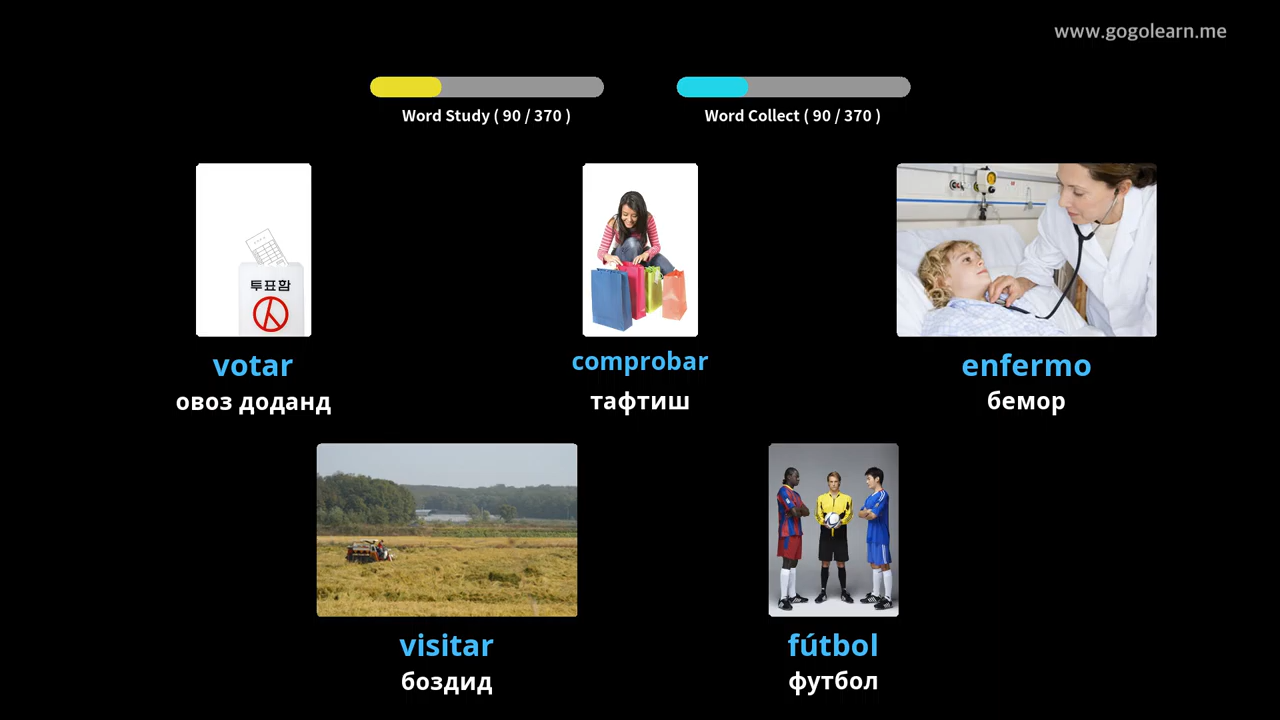 www.gogolearn.me
Word Study ( 90 / 370 )
Word Collect ( 90 / 370 )
투표함
votar
овоз доданд
comprobar
тафтиш
enfermo
бемор
visitar
боздид
fútbol
футбол